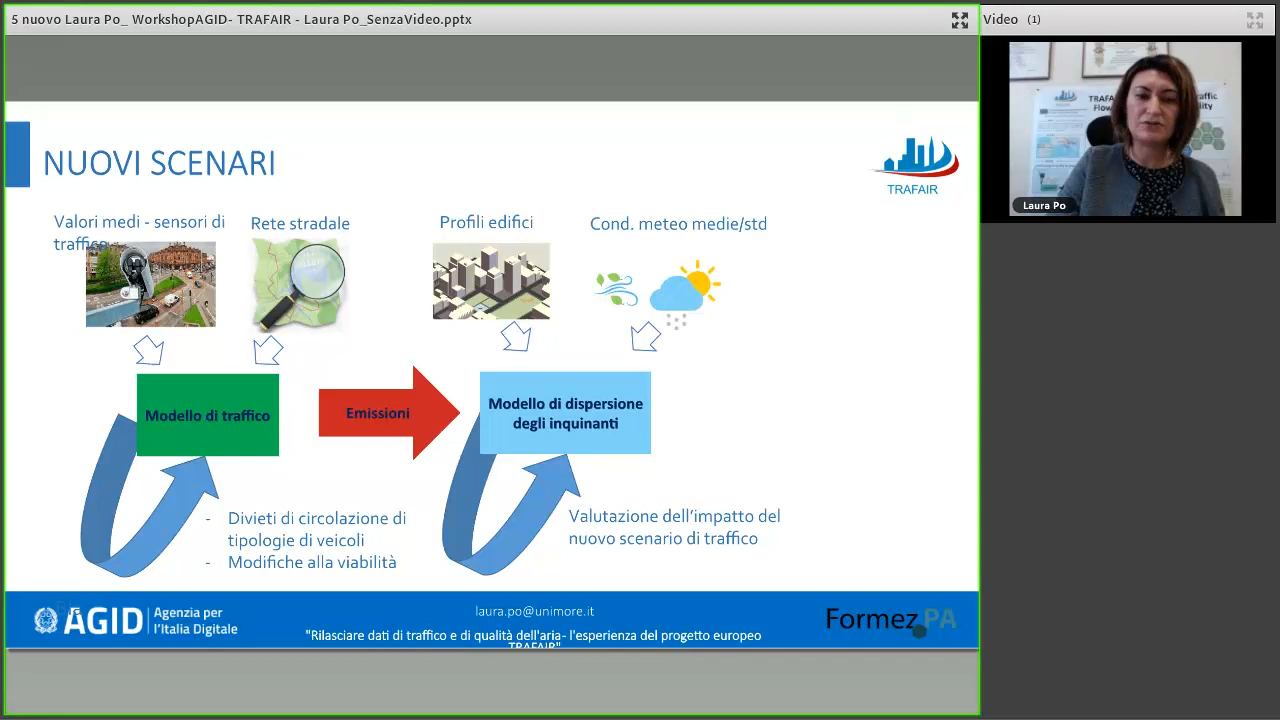 5 nuovo Laura Po_ WorkshopAGID- TRAFAIR - Laura Po_SenzaVideo.pptx
Video (1)
NUOVI SCENARI
TRAFAIR
Laura Po
Valori medi - sensori di
traffico
Rete stradale
Profili edifici
Cond. meteo medie/std
Modello di traffico
Emissioni
Modello di dispersione
degli inquinanti
- Divieti di circolazione di
tipologie di veicoli
- Modifiche alla viabilità
Valutazione dell'impatto del
nuovo scenario di traffico
AGID
Agenzia per
l'Italia Digitale
laura.po@unimore.it
"Rilasciare dati di traffico e di qualità dell'aria- l'esperienza del progetto europeo
TRAFAIR"
Formez PA